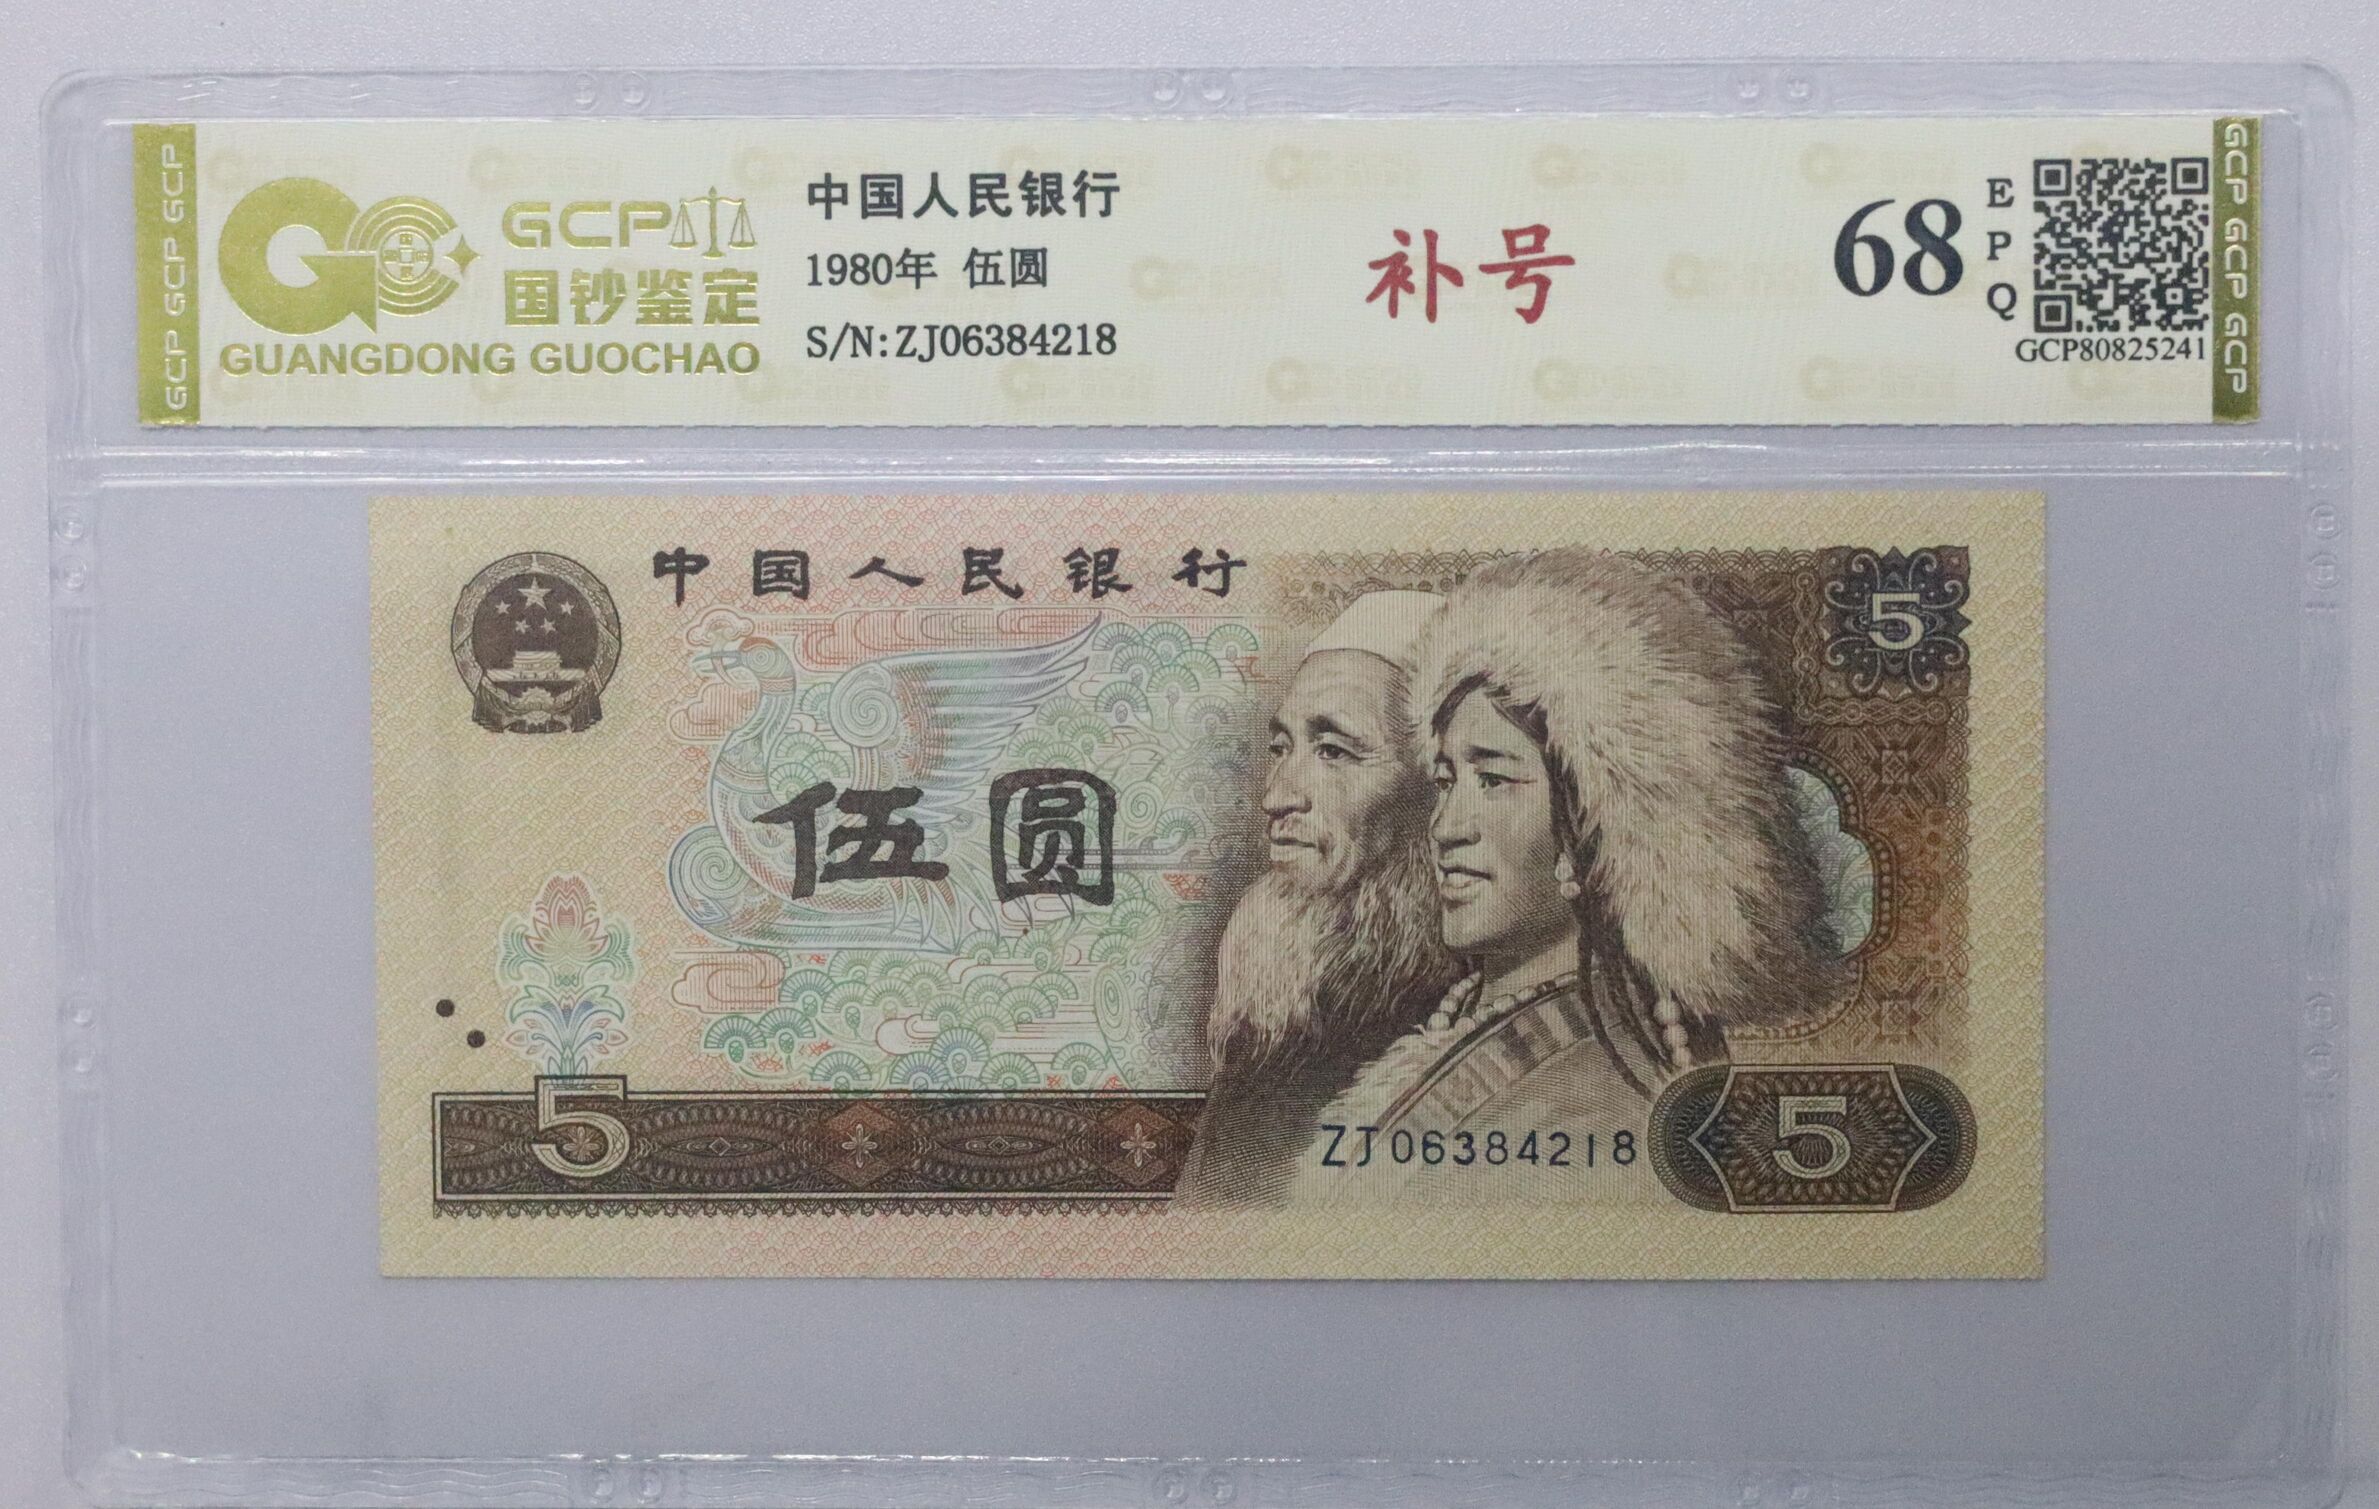 GCP GCP GCP
GCP
国钞鉴定
GUANGDONG GUOCHAO
中国人民银行
1980年 伍圆
S/N:ZJ06384218
补号
68
EPQ
GCP80825241
GCP GCP GCP
中国人民银行
5
伍圆
5
ZJ06384218
5